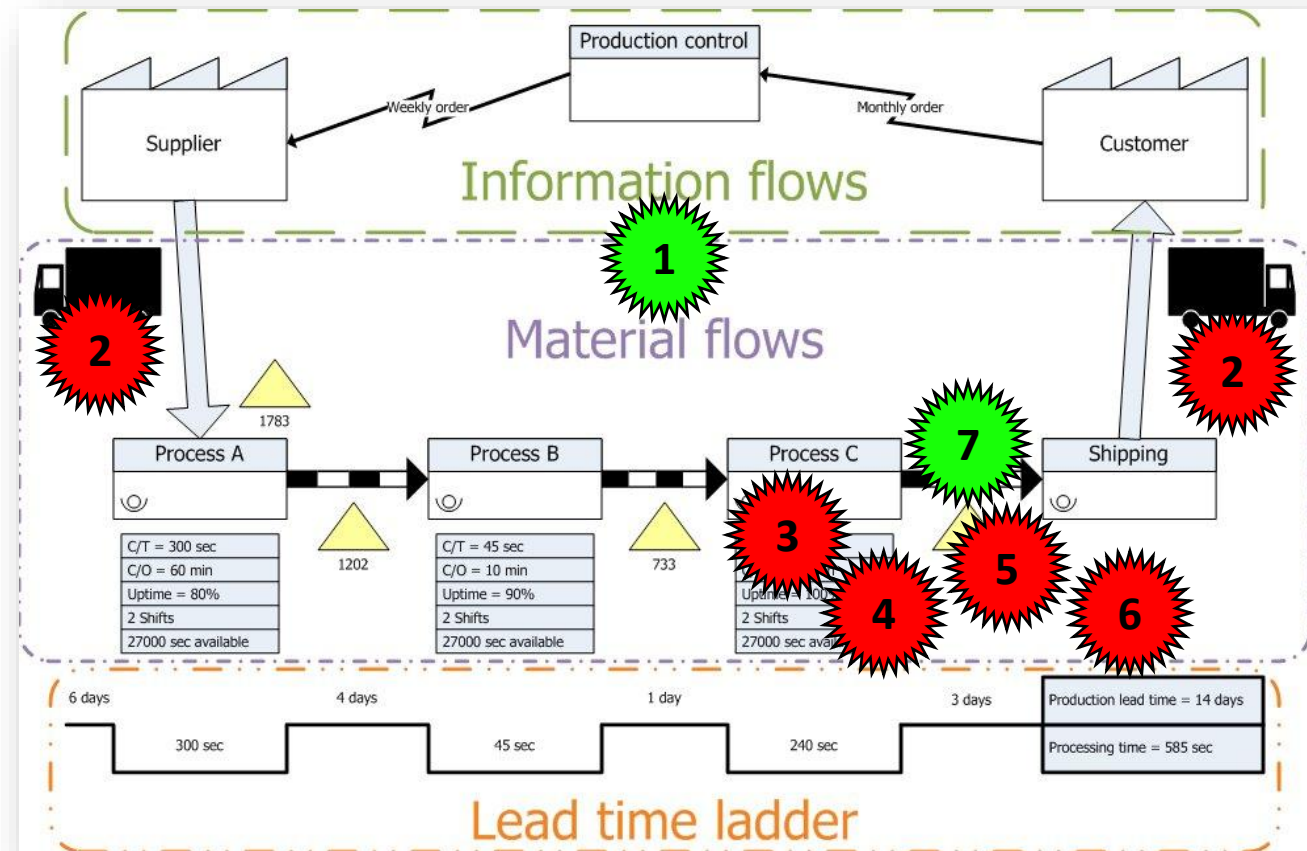 Production control
Weekly order
Monthly order
Supplier
Customer
Information flows
1
Material flows
2
2
1783
Process A
Process B
Process C
7
Shipping
1202
733
3
5
C/T = 300 sec
C/O = 60 min
Uptime = 80%
2 Shifts
27000 sec available
C/T = 45 sec
C/O = 10 min
Uptime = 90%
2 Shifts
27000 sec available
2 Shifts
27000 sec
4
6
6 days
4 days
1 day
3 days
Production lead time = 14 days
300 sec
45 sec
240 sec
Processing time = 585 sec
Lead time ladder